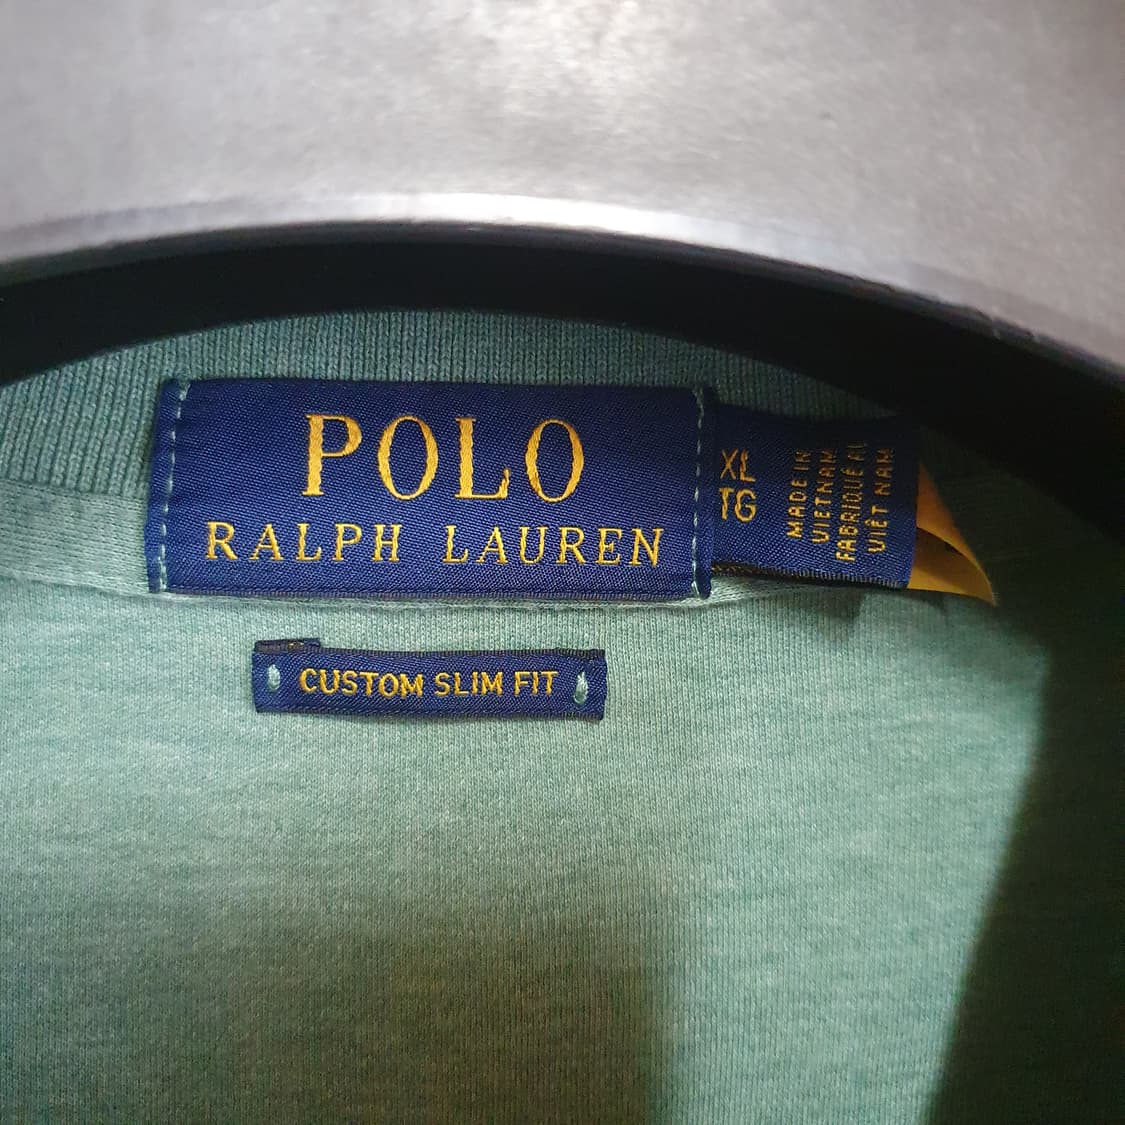 POLO
RALPH LAUREN
XL
TG
MADE IN
VIETNAM
FABRIQUÉ AU
VIÊT NAM
CUSTOM SLIM FIT